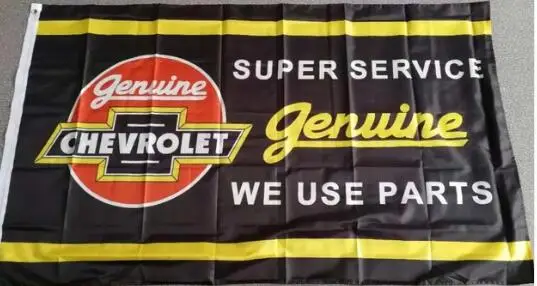 Genuine
CHEVROLET
SUPER SERVICE
Genuine
WE USE PARTS